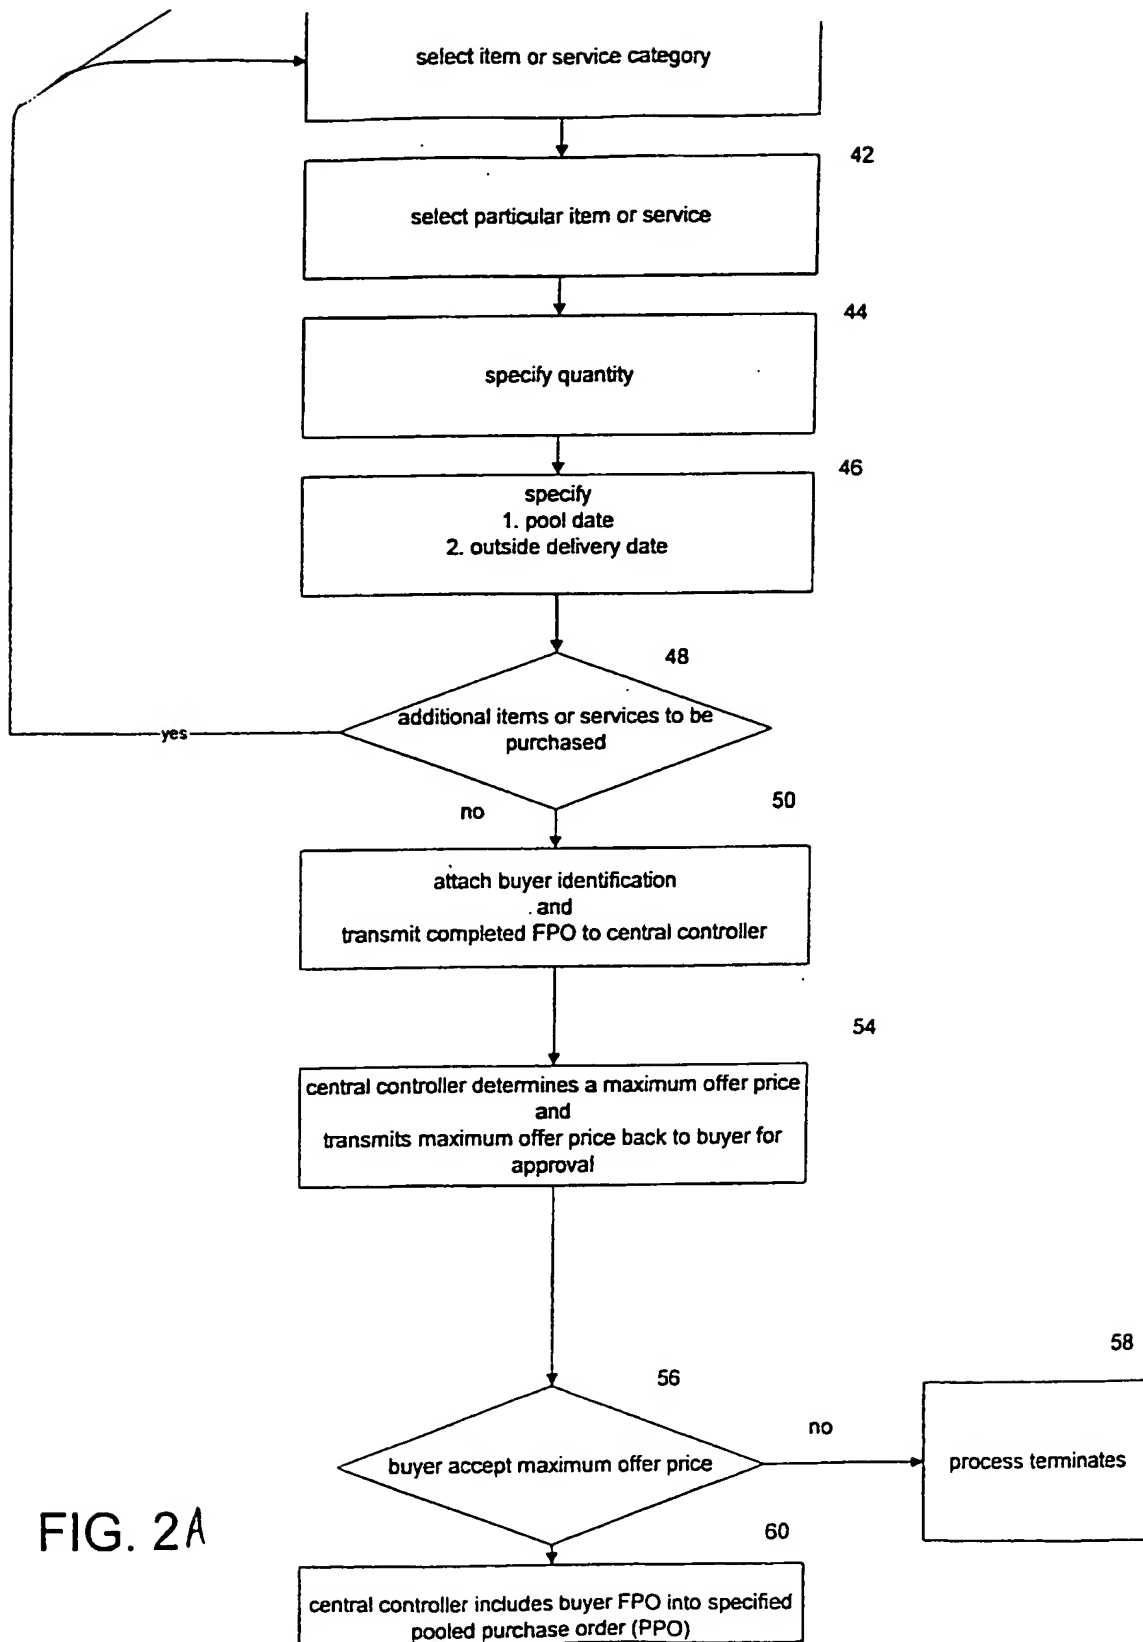 select item or service category
42
select particular item or service
44
specify quantity
46
specify
1. pool date
2. outside delivery date
48
additional items or services to be
purchased
yes
no
50
attach buyer identification
and
transmit completed FPO to central controller
54
central controller determines a maximum offer price
and
transmits maximum offer price back to buyer for
approval
56
58
buyer accept maximum offer price
no
process terminates
FIG. 2A
60
central controller includes buyer FPO into specified
pooled purchase order (PPO)